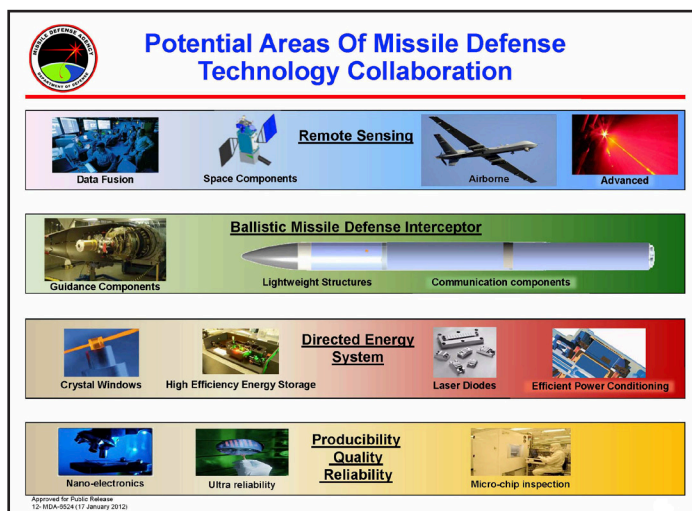 MISSILE DEFENSE AGENCY
DEPARTMENT OF DEFENSE
Potential Areas Of Missile Defense
Technology Collaboration
Remote Sensing
Data Fusion
Space Components
Airborne
Advanced
Ballistic Missile Defense Interceptor
Guidance Components
Lightweight Structures
Communication components
Directed Energy
System
Crystal Windows
High Efficiency Energy Storage
Laser Diodes
Efficient Power Conditioning
Producibility
Quality
Reliability
Nano-electronics
Ultra reliability
Micro-chip inspection
Approved for Public Release
12- MDA-6524 (17 January 2012)